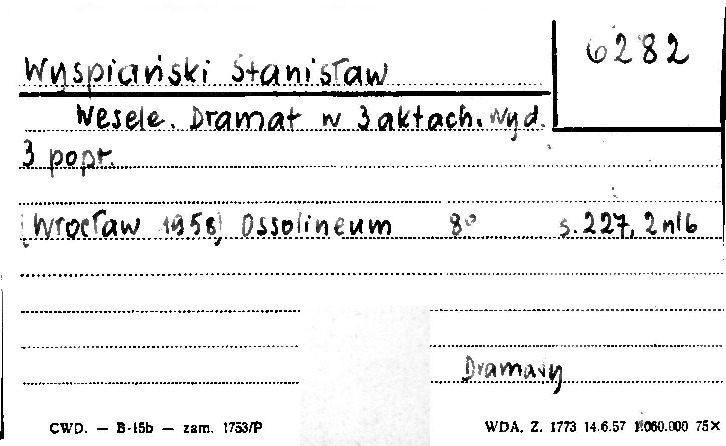 6282
Wyspiański Stanisław
Wesele. Dramat w 3 aktach. Wyd.
3 popr.
[Wrocław 1958] Ossolineum 8° s. 227, 2 nlb
Dramaty
CWD. — B-15b — zam. 1753/P
WDA. Z. 1773 14.6.57 1.060.000 75×